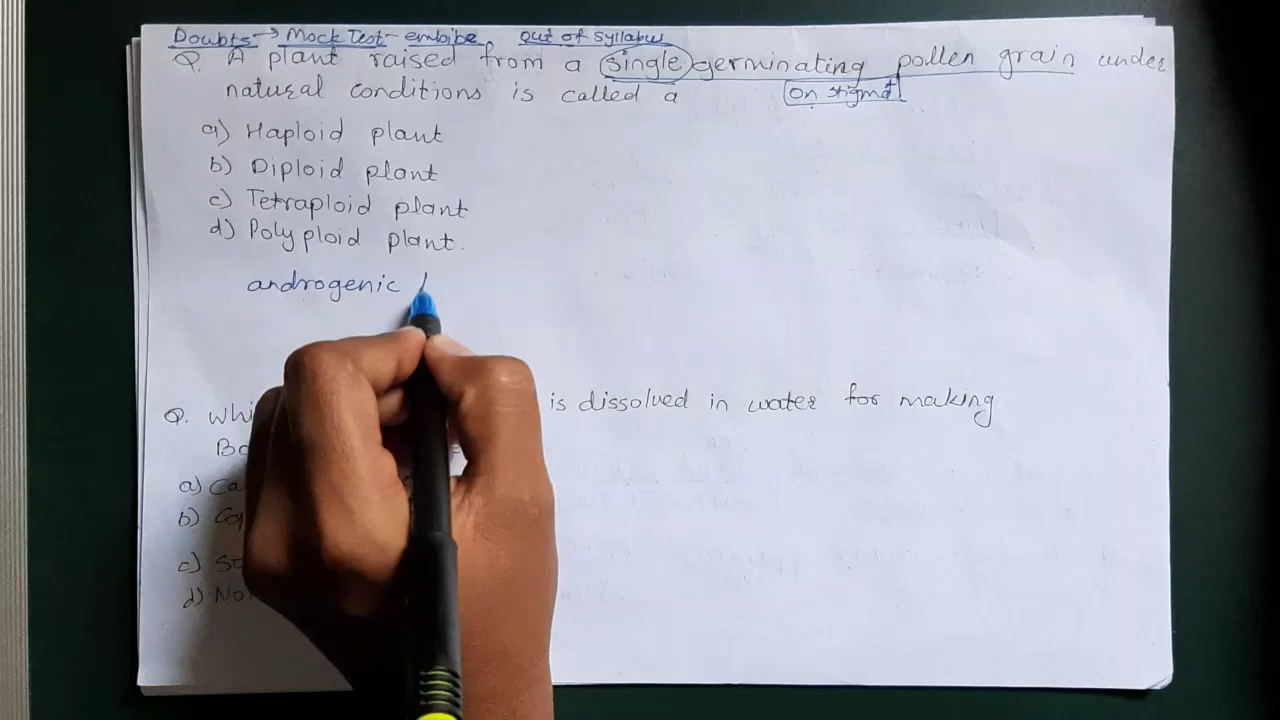 Doubts → Mock Test - embibe out of syllabus
Q. A plant raised from a single germinating pollen grain under
natural conditions is called a on stigma
a) Haploid plant
b) Diploid plant
c) Tetraploid plant
d) Polyploid plant.
androgenic
Q. is dissolved in water for making
a)
b)
c)
d)